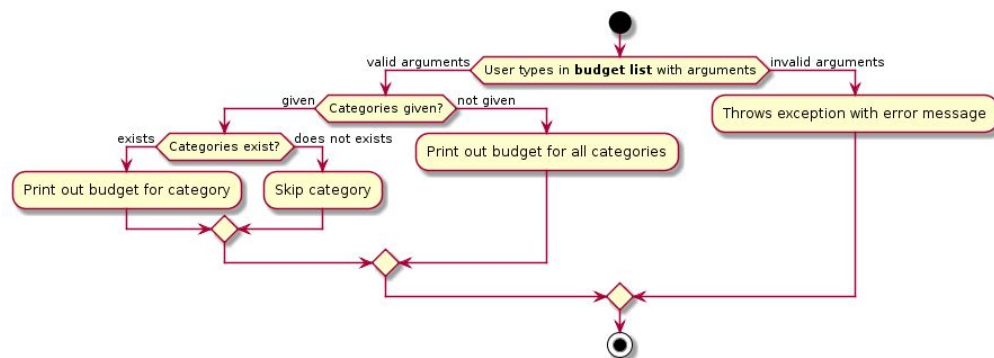 valid arguments
User types in budget list with arguments
invalid arguments
given
Categories given?
not given
Throws exception with error message
exists
Categories exist?
does not exists
Print out budget for all categories
Print out budget for category
Skip category